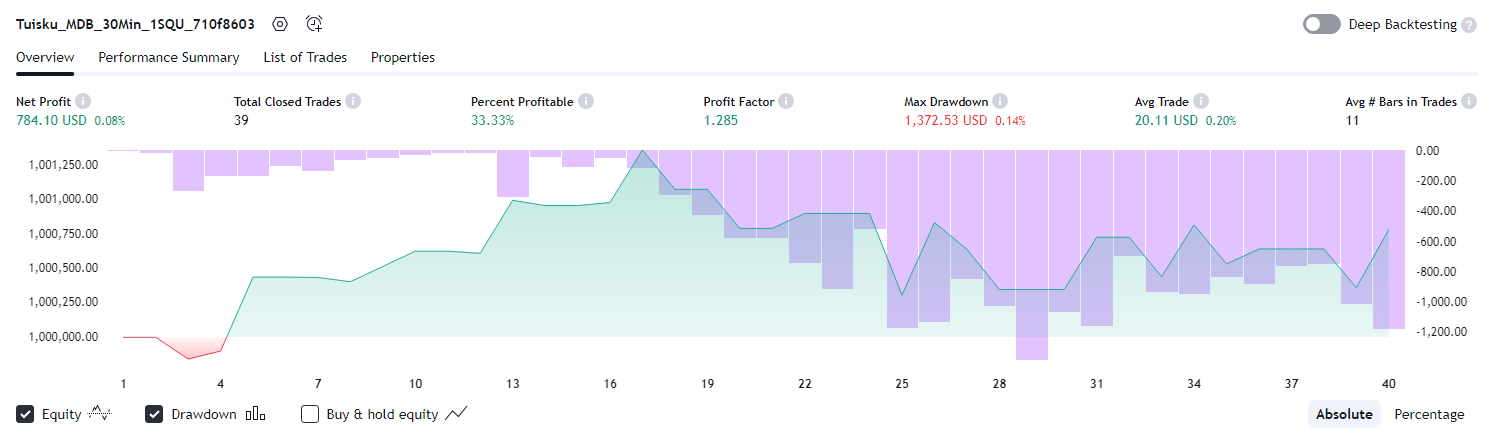 Tuisku_MDB_30Min_1SQU_710f8603
Deep Backtesting ?
Overview Performance Summary List of Trades Properties
Net Profit i Total Closed Trades i Percent Profitable i Profit Factor i Max Drawdown i Avg Trade i Avg # Bars in Trades i
784.10 USD 0.08% 39 33.33% 1.285 1,372.53 USD 0.14% 20.11 USD 0.20% 11
1,001,250.00
1,001,000.00
1,000,750.00
1,000,500.00
1,000,250.00
1,000,000.00
0.00
-200.00
-400.00
-600.00
-800.00
-1,000.00
-1,200.00
1 4 7 10 13 16 19 22 25 28 31 34 37 40
Equity Drawdown Buy & hold equity Absolute Percentage